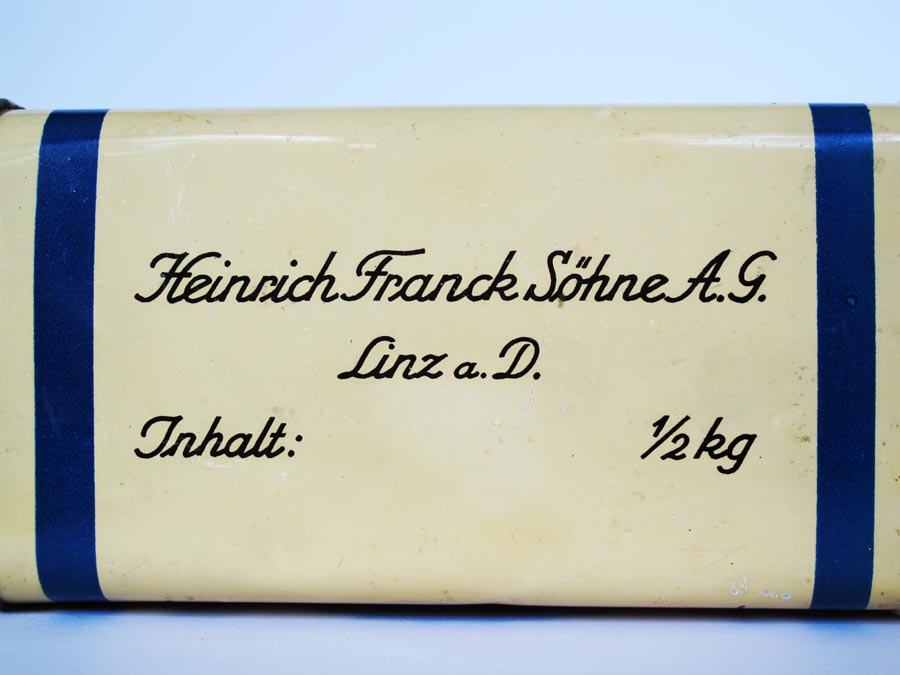 Heinrich Franck Söhne A.G.
Linz a. D.
Inhalt: 1/2 kg